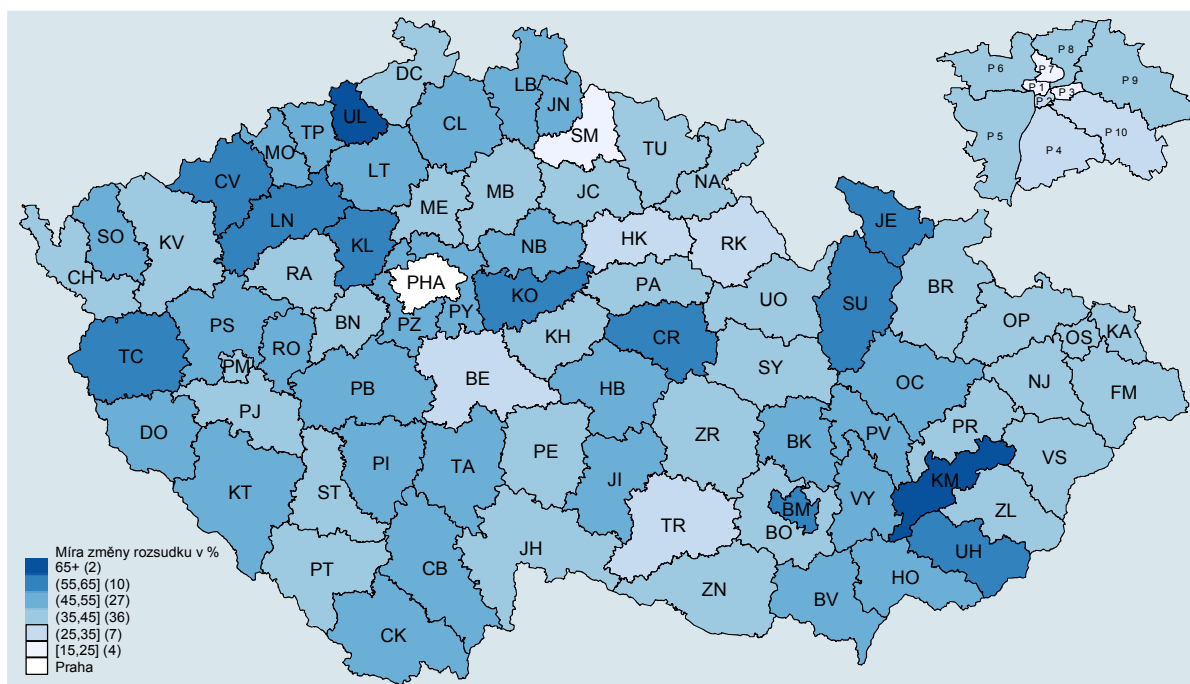 DC
LB
P 8
P 6
P 7
P 9
P 1
P 3
P 2
P 5
P 10
P 4
UL
TP
MO
CL
JN
SM
TU
CV
LT
NA
MB
JC
ME
LN
JE
SO
KV
KL
NB
HK
RK
CH
RA
PHA
KO
PA
UO
SU
BR
PS
RO
BN
PZ
PY
KH
CR
OP
OS
KA
TC
PM
BE
SY
PB
HB
OC
NJ
FM
PJ
DO
ZR
BK
PV
PR
VS
KT
ST
PI
TA
PE
JI
KM
VY
BM
ZL
TR
BO
PT
CB
JH
UH
HO
ZN
BV
CK
Míra změny rozsudku v %
65+ (2)
(55,65] (10)
(45,55] (27)
(35,45] (36)
(25,35] (7)
[15,25] (4)
Praha